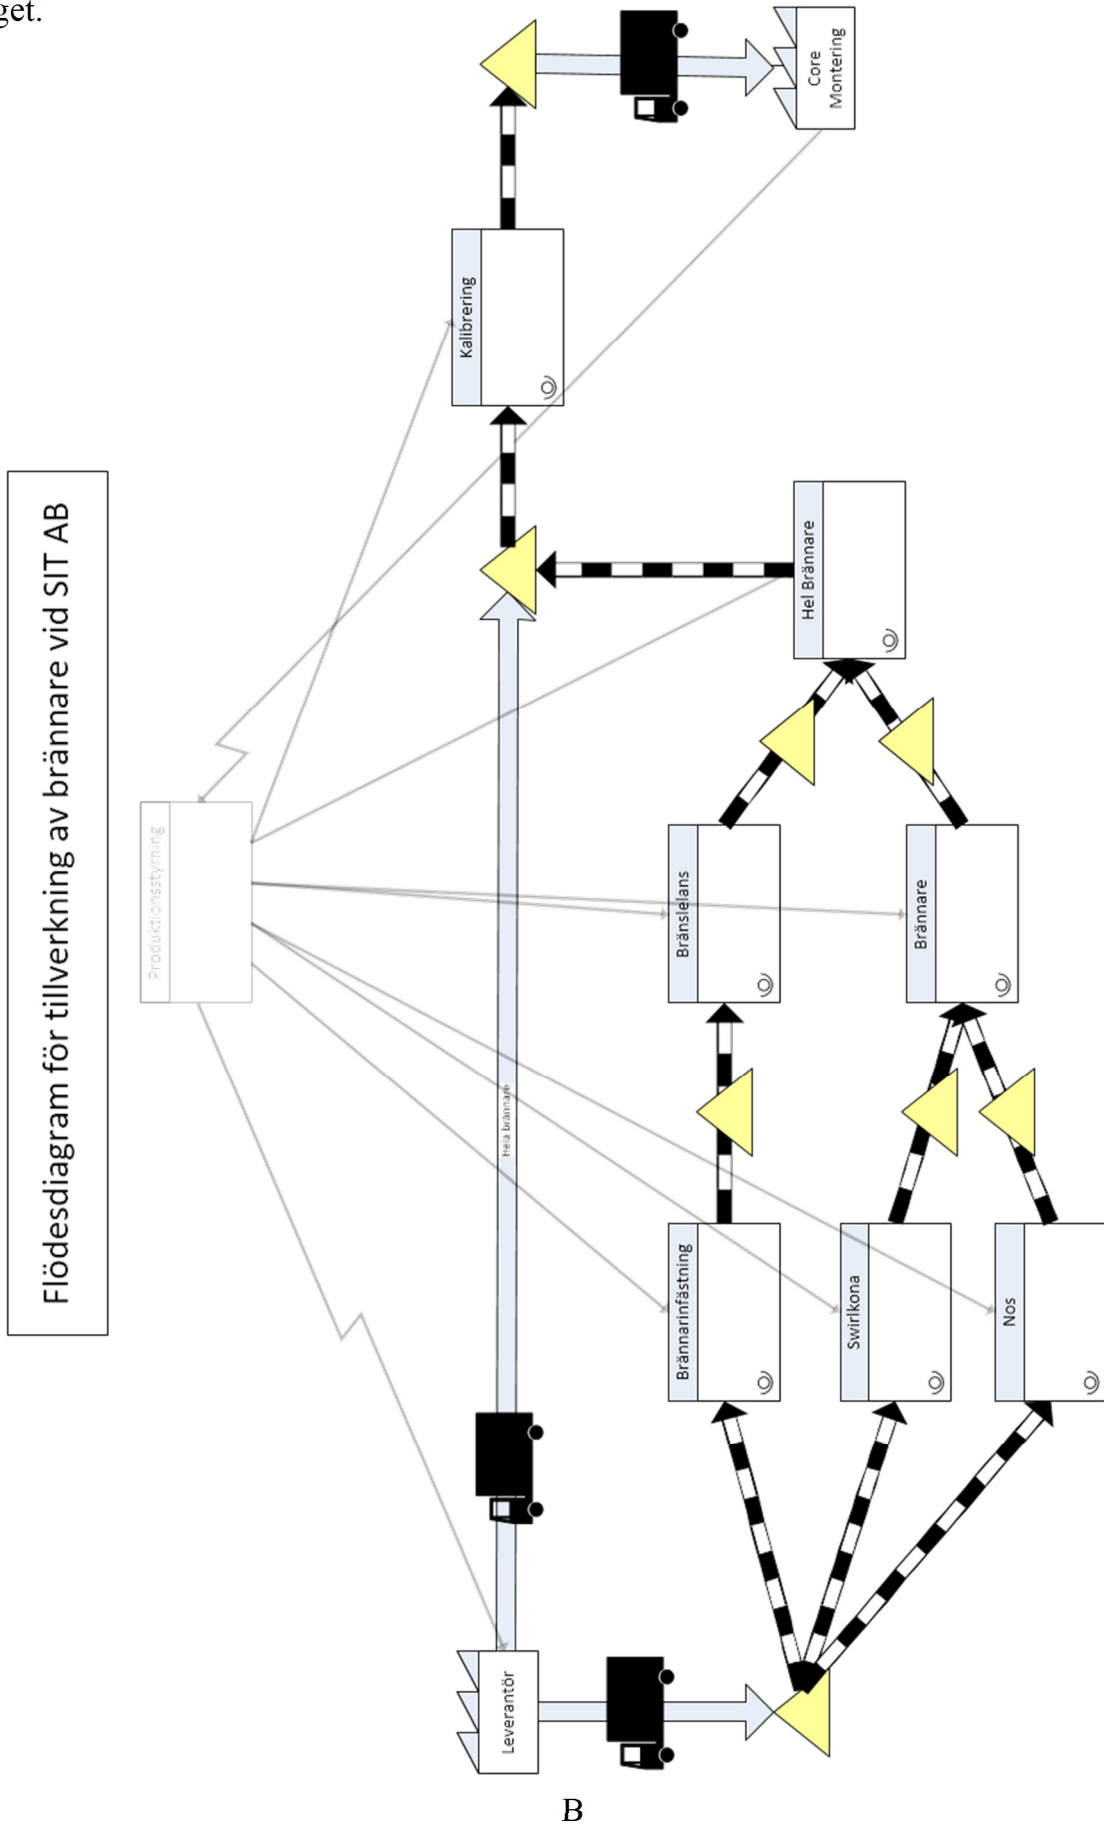 get.
Flödesdiagram för tillverkning av brännare vid SIT AB
Produktionsstyrning
Leverantör
Hela brännare
Kalibrering
Core
Montering
Brännarinfästning
Bränslelans
Hel Brännare
Swirlkona
Brännare
Nos
B